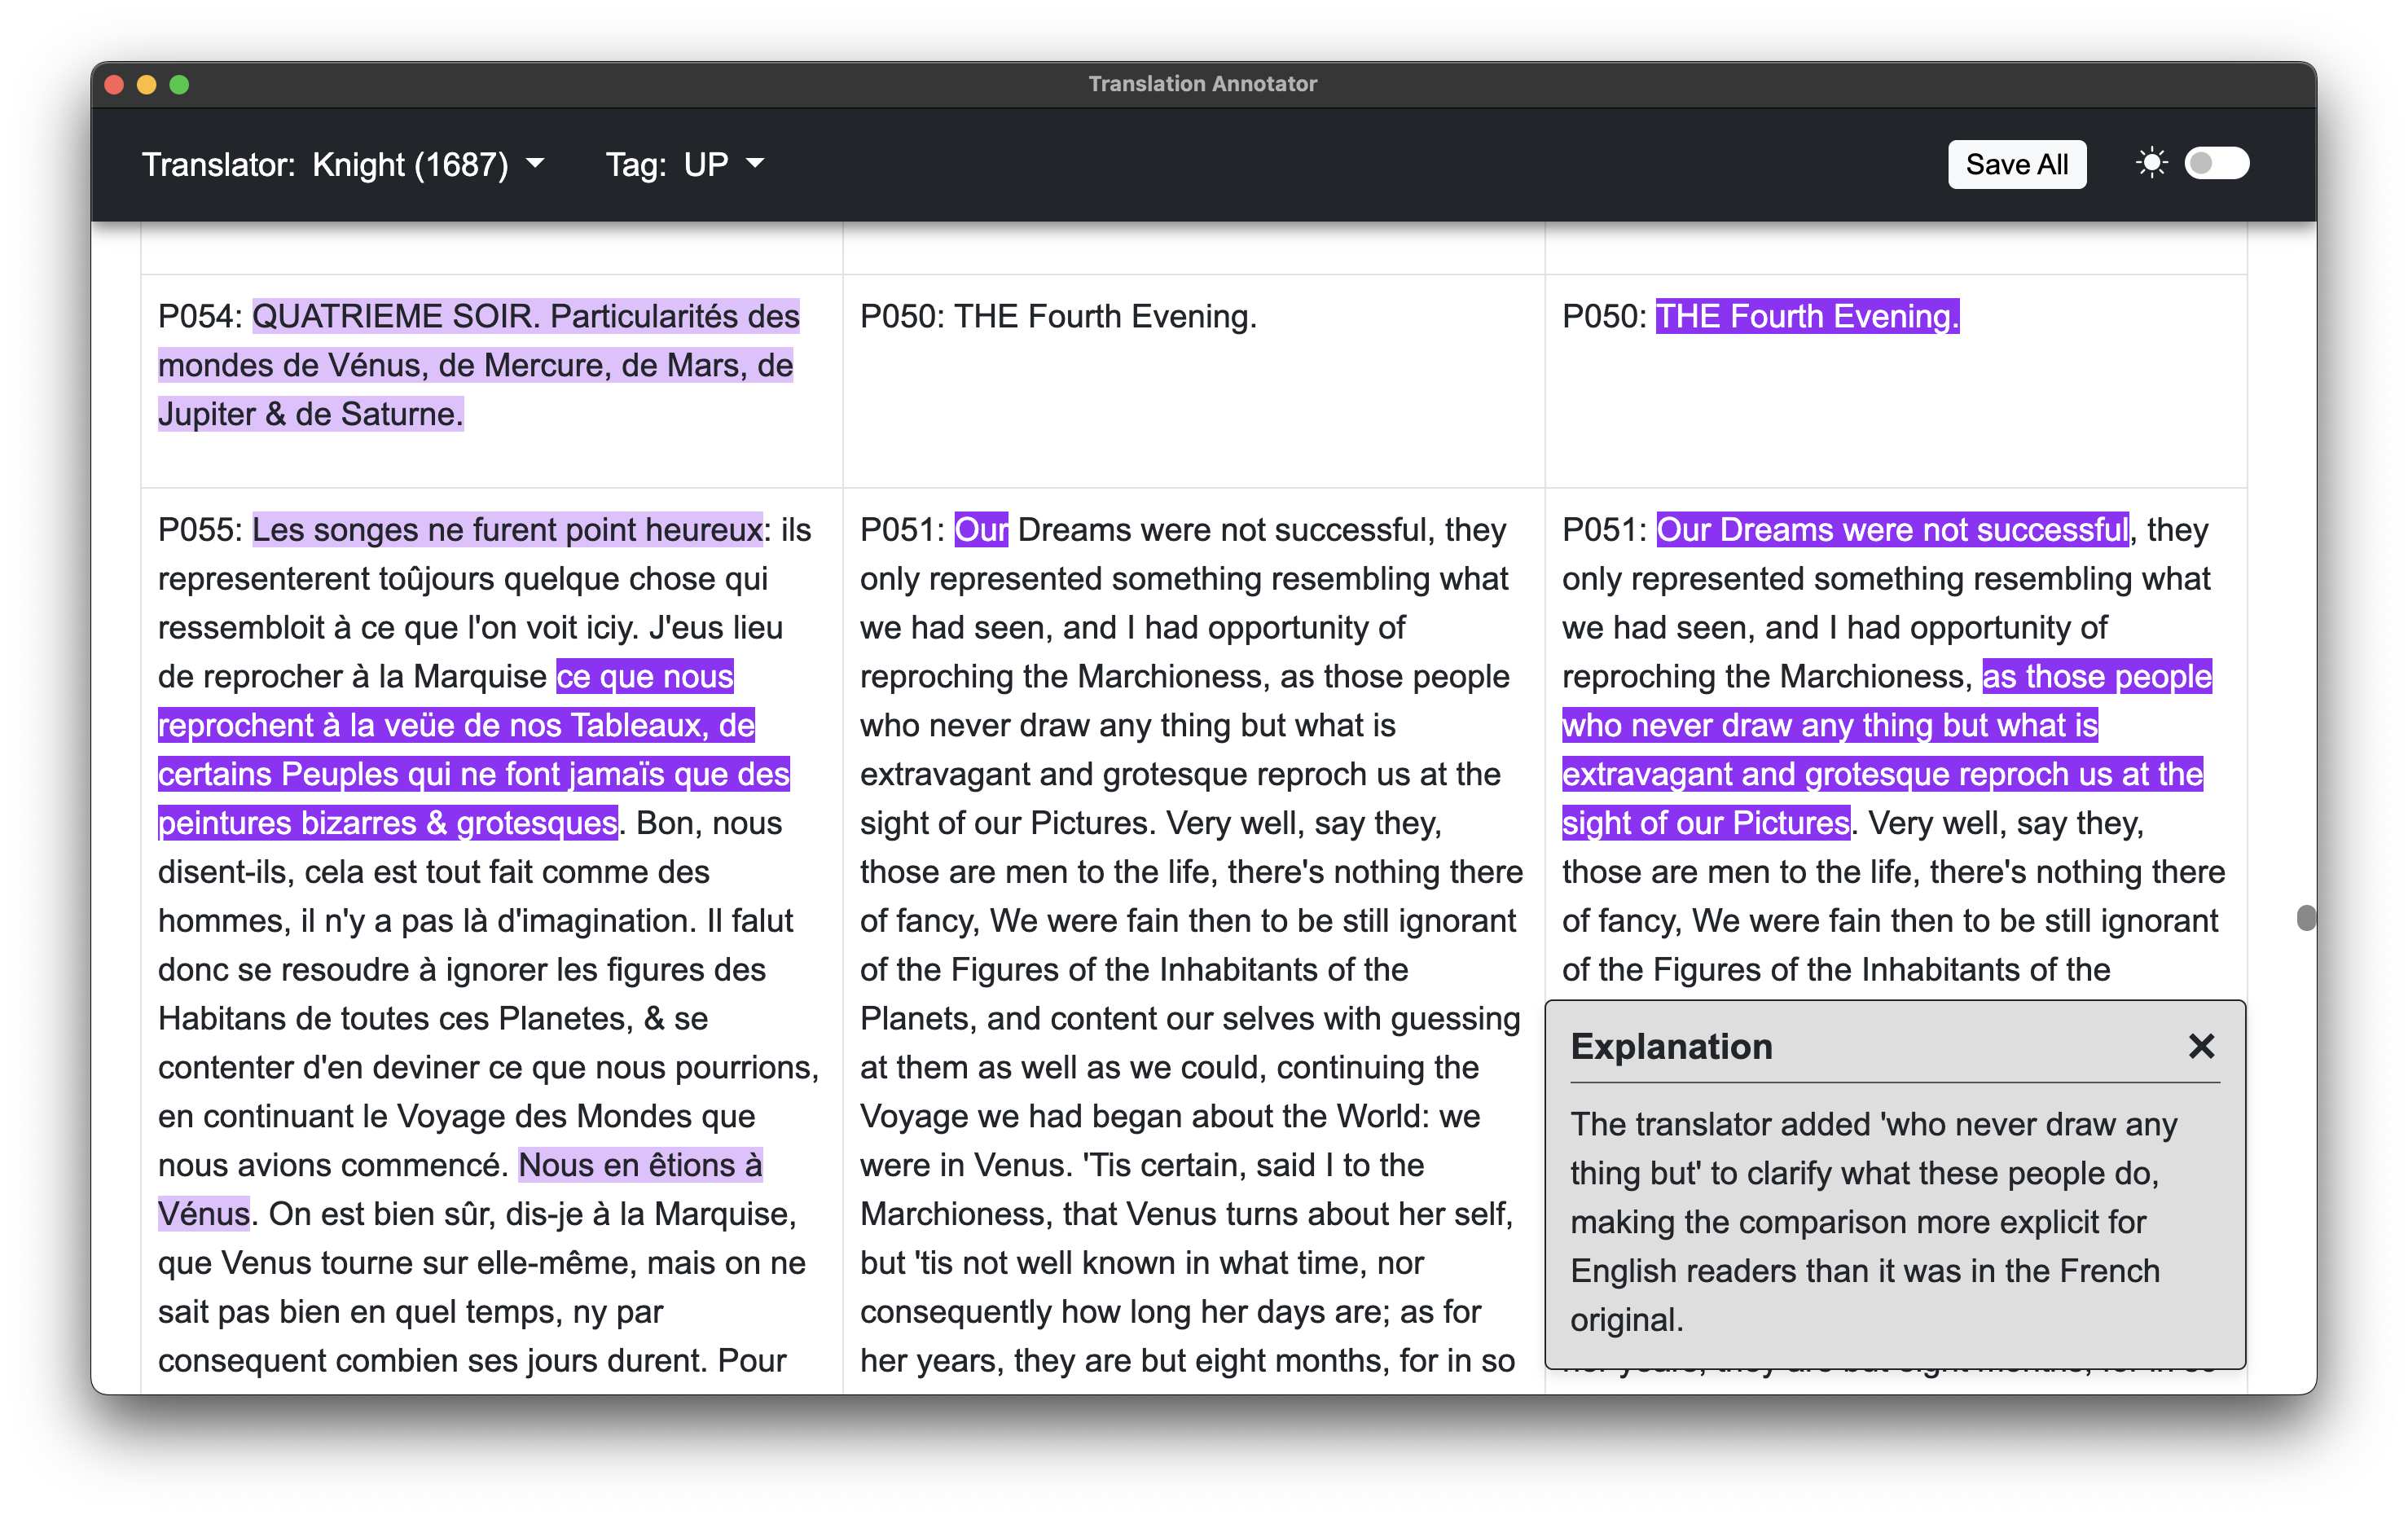 Translation Annotator
Translator: Knight (1687)
Tag: UP
Save All
P054: QUATRIEME SOIR. Particularités des
mondes de Vénus, de Mercure, de Mars, de
Jupiter & de Saturne.
P050: THE Fourth Evening.
P050: THE Fourth Evening.
P055: Les songes ne furent point heureux: ils
representerent toûjours quelque chose qui
ressembloit à ce que l'on voit iciy. J'eus lieu
de reprocher à la Marquise ce que nous
reprochent à la veüe de nos Tableaux, de
certains Peuples qui ne font jamaïs que des
peintures bizarres & grotesques. Bon, nous
disent-ils, cela est tout fait comme des
hommes, il n'y a pas là d'imagination. Il falut
donc se resoudre à ignorer les figures des
Habitans de toutes ces Planetes, & se
contenter d'en deviner ce que nous pourrions,
en continuant le Voyage des Mondes que
nous avions commencé. Nous en êtions à
Vénus. On est bien sûr, dis-je à la Marquise,
que Venus tourne sur elle-même, mais on ne
sait pas bien en quel temps, ny par
consequent combien ses jours durent. Pour
P051: Our Dreams were not successful, they
only represented something resembling what
we had seen, and I had opportunity of
reproching the Marchioness, as those people
who never draw any thing but what is
extravagant and grotesque reproch us at the
sight of our Pictures. Very well, say they,
those are men to the life, there's nothing there
of fancy, We were fain then to be still ignorant
of the Figures of the Inhabitants of the
Planets, and content our selves with guessing
at them as well as we could, continuing the
Voyage we had began about the World: we
were in Venus. 'Tis certain, said I to the
Marchioness, that Venus turns about her self,
but 'tis not well known in what time, nor
consequently how long her days are; as for
her years, they are but eight months, for in so
P051: Our Dreams were not successful, they
only represented something resembling what
we had seen, and I had opportunity of
reproching the Marchioness, as those people
who never draw any thing but what is
extravagant and grotesque reproch us at the
sight of our Pictures. Very well, say they,
those are men to the life, there's nothing there
of fancy, We were fain then to be still ignorant
of the Figures of the Inhabitants of the
Explanation
The translator added 'who never draw any
thing but' to clarify what these people do,
making the comparison more explicit for
English readers than it was in the French
original.